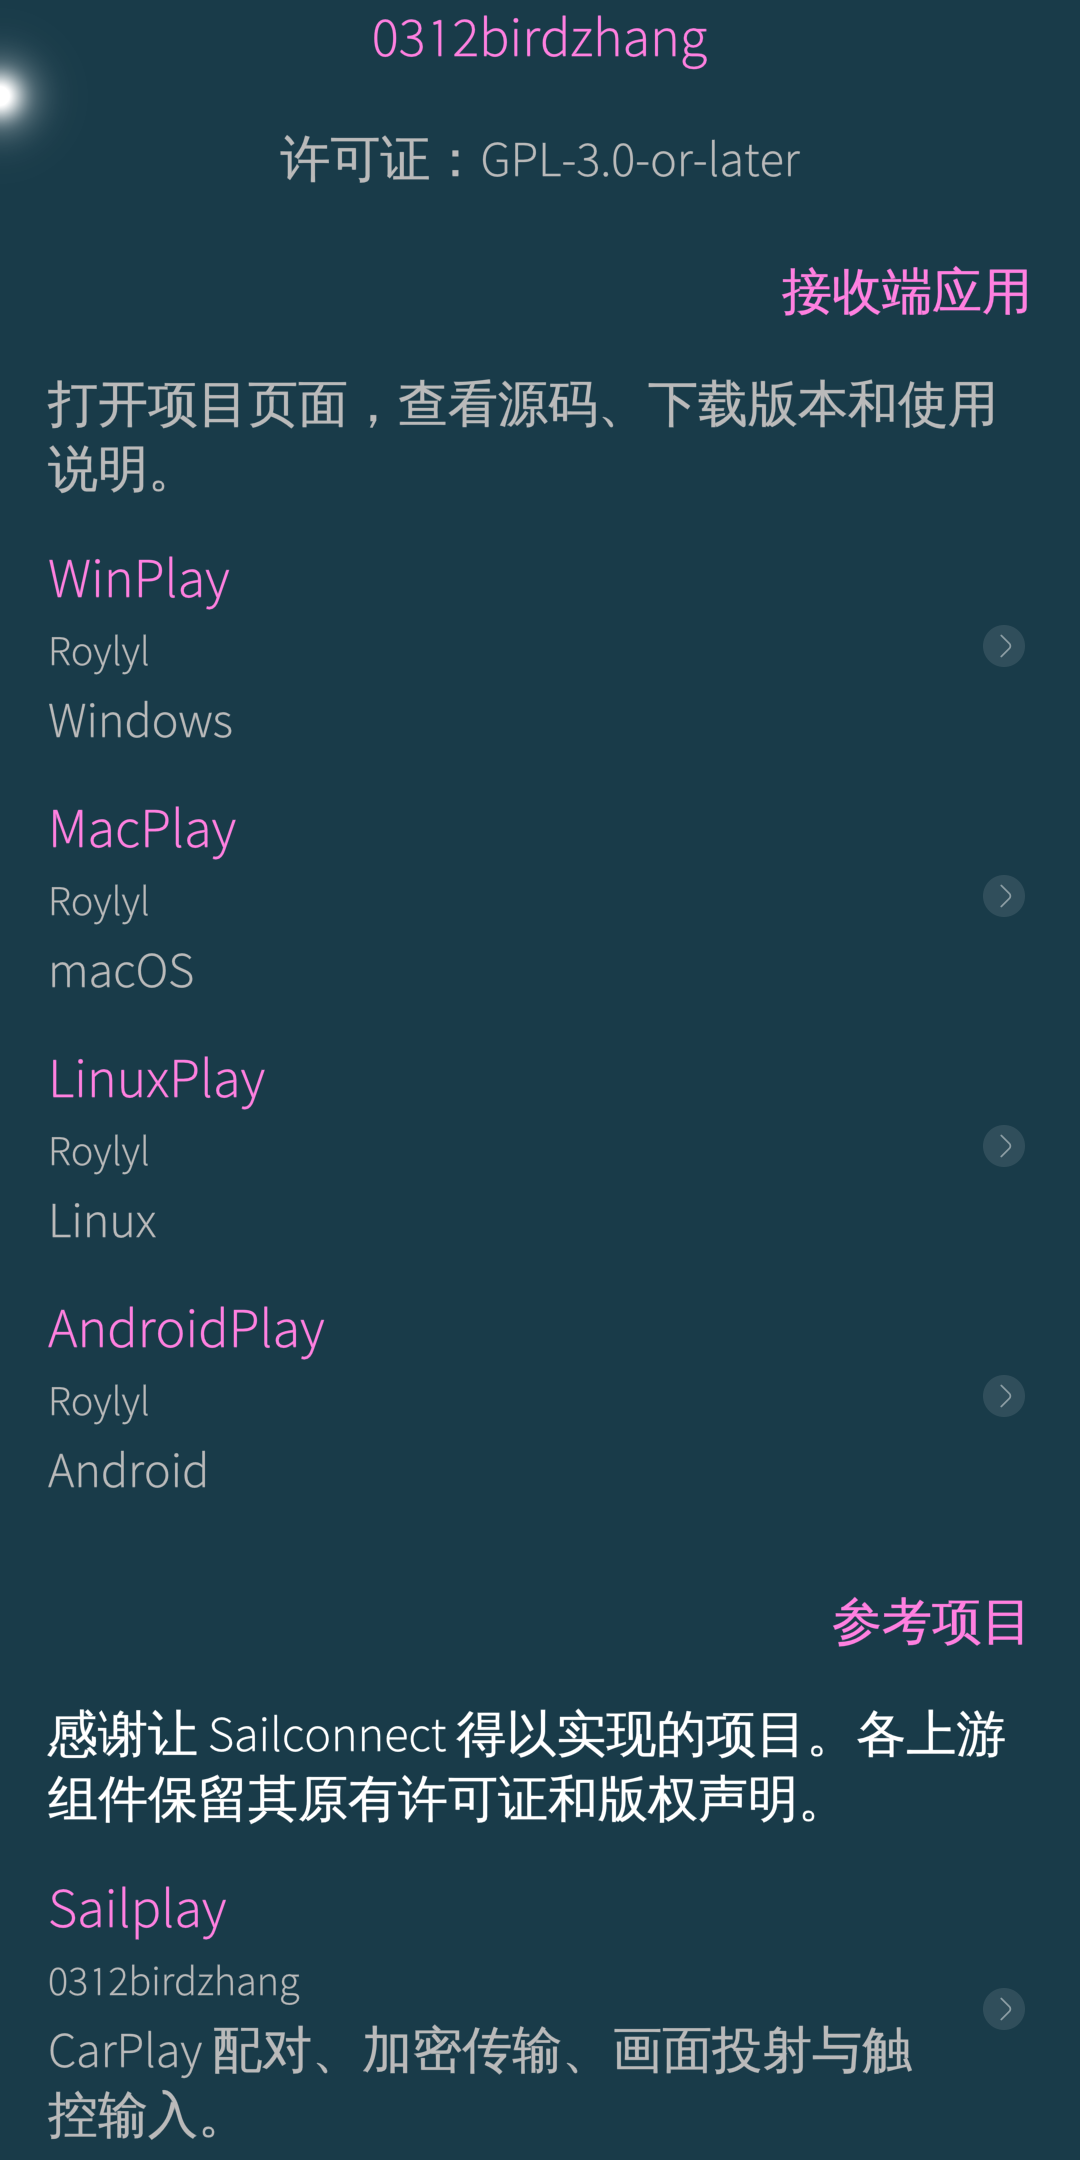 0312birdzhang
许可证：GPL-3.0-or-later
接收端应用
打开项目页面，查看源码、下载版本和使用
说明。
WinPlay
Roylyl
Windows
MacPlay
Roylyl
macOS
LinuxPlay
Roylyl
Linux
AndroidPlay
Roylyl
Android
参考项目
感谢让 Sailconnect 得以实现的项目。各上游
组件保留其原有许可证和版权声明。
Sailplay
0312birdzhang
CarPlay 配对、加密传输、画面投射与触
控输入。